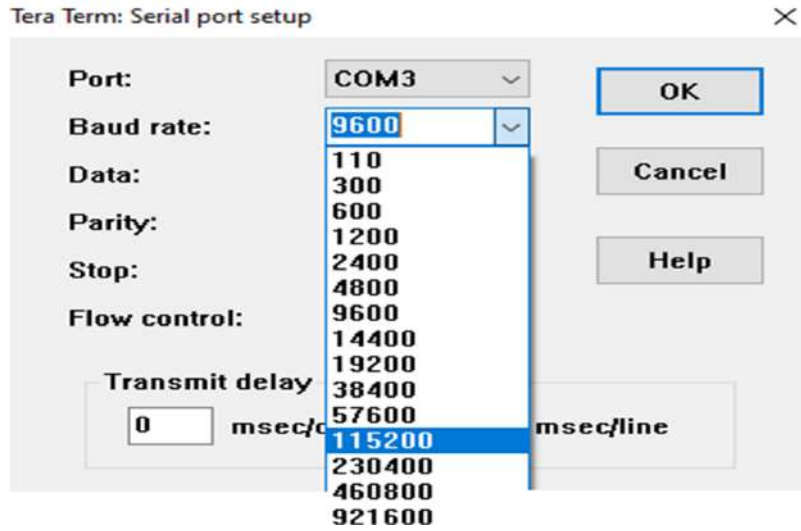 Tera Term: Serial port setup
Port: COM3 OK
Baud rate: 9600
110
300
600
1200
2400
4800
9600
14400
19200
38400
57600
115200
230400
460800
921600
Data:
Parity:
Stop:
Flow control:
Cancel
Help
Transmit delay
0 msec/line